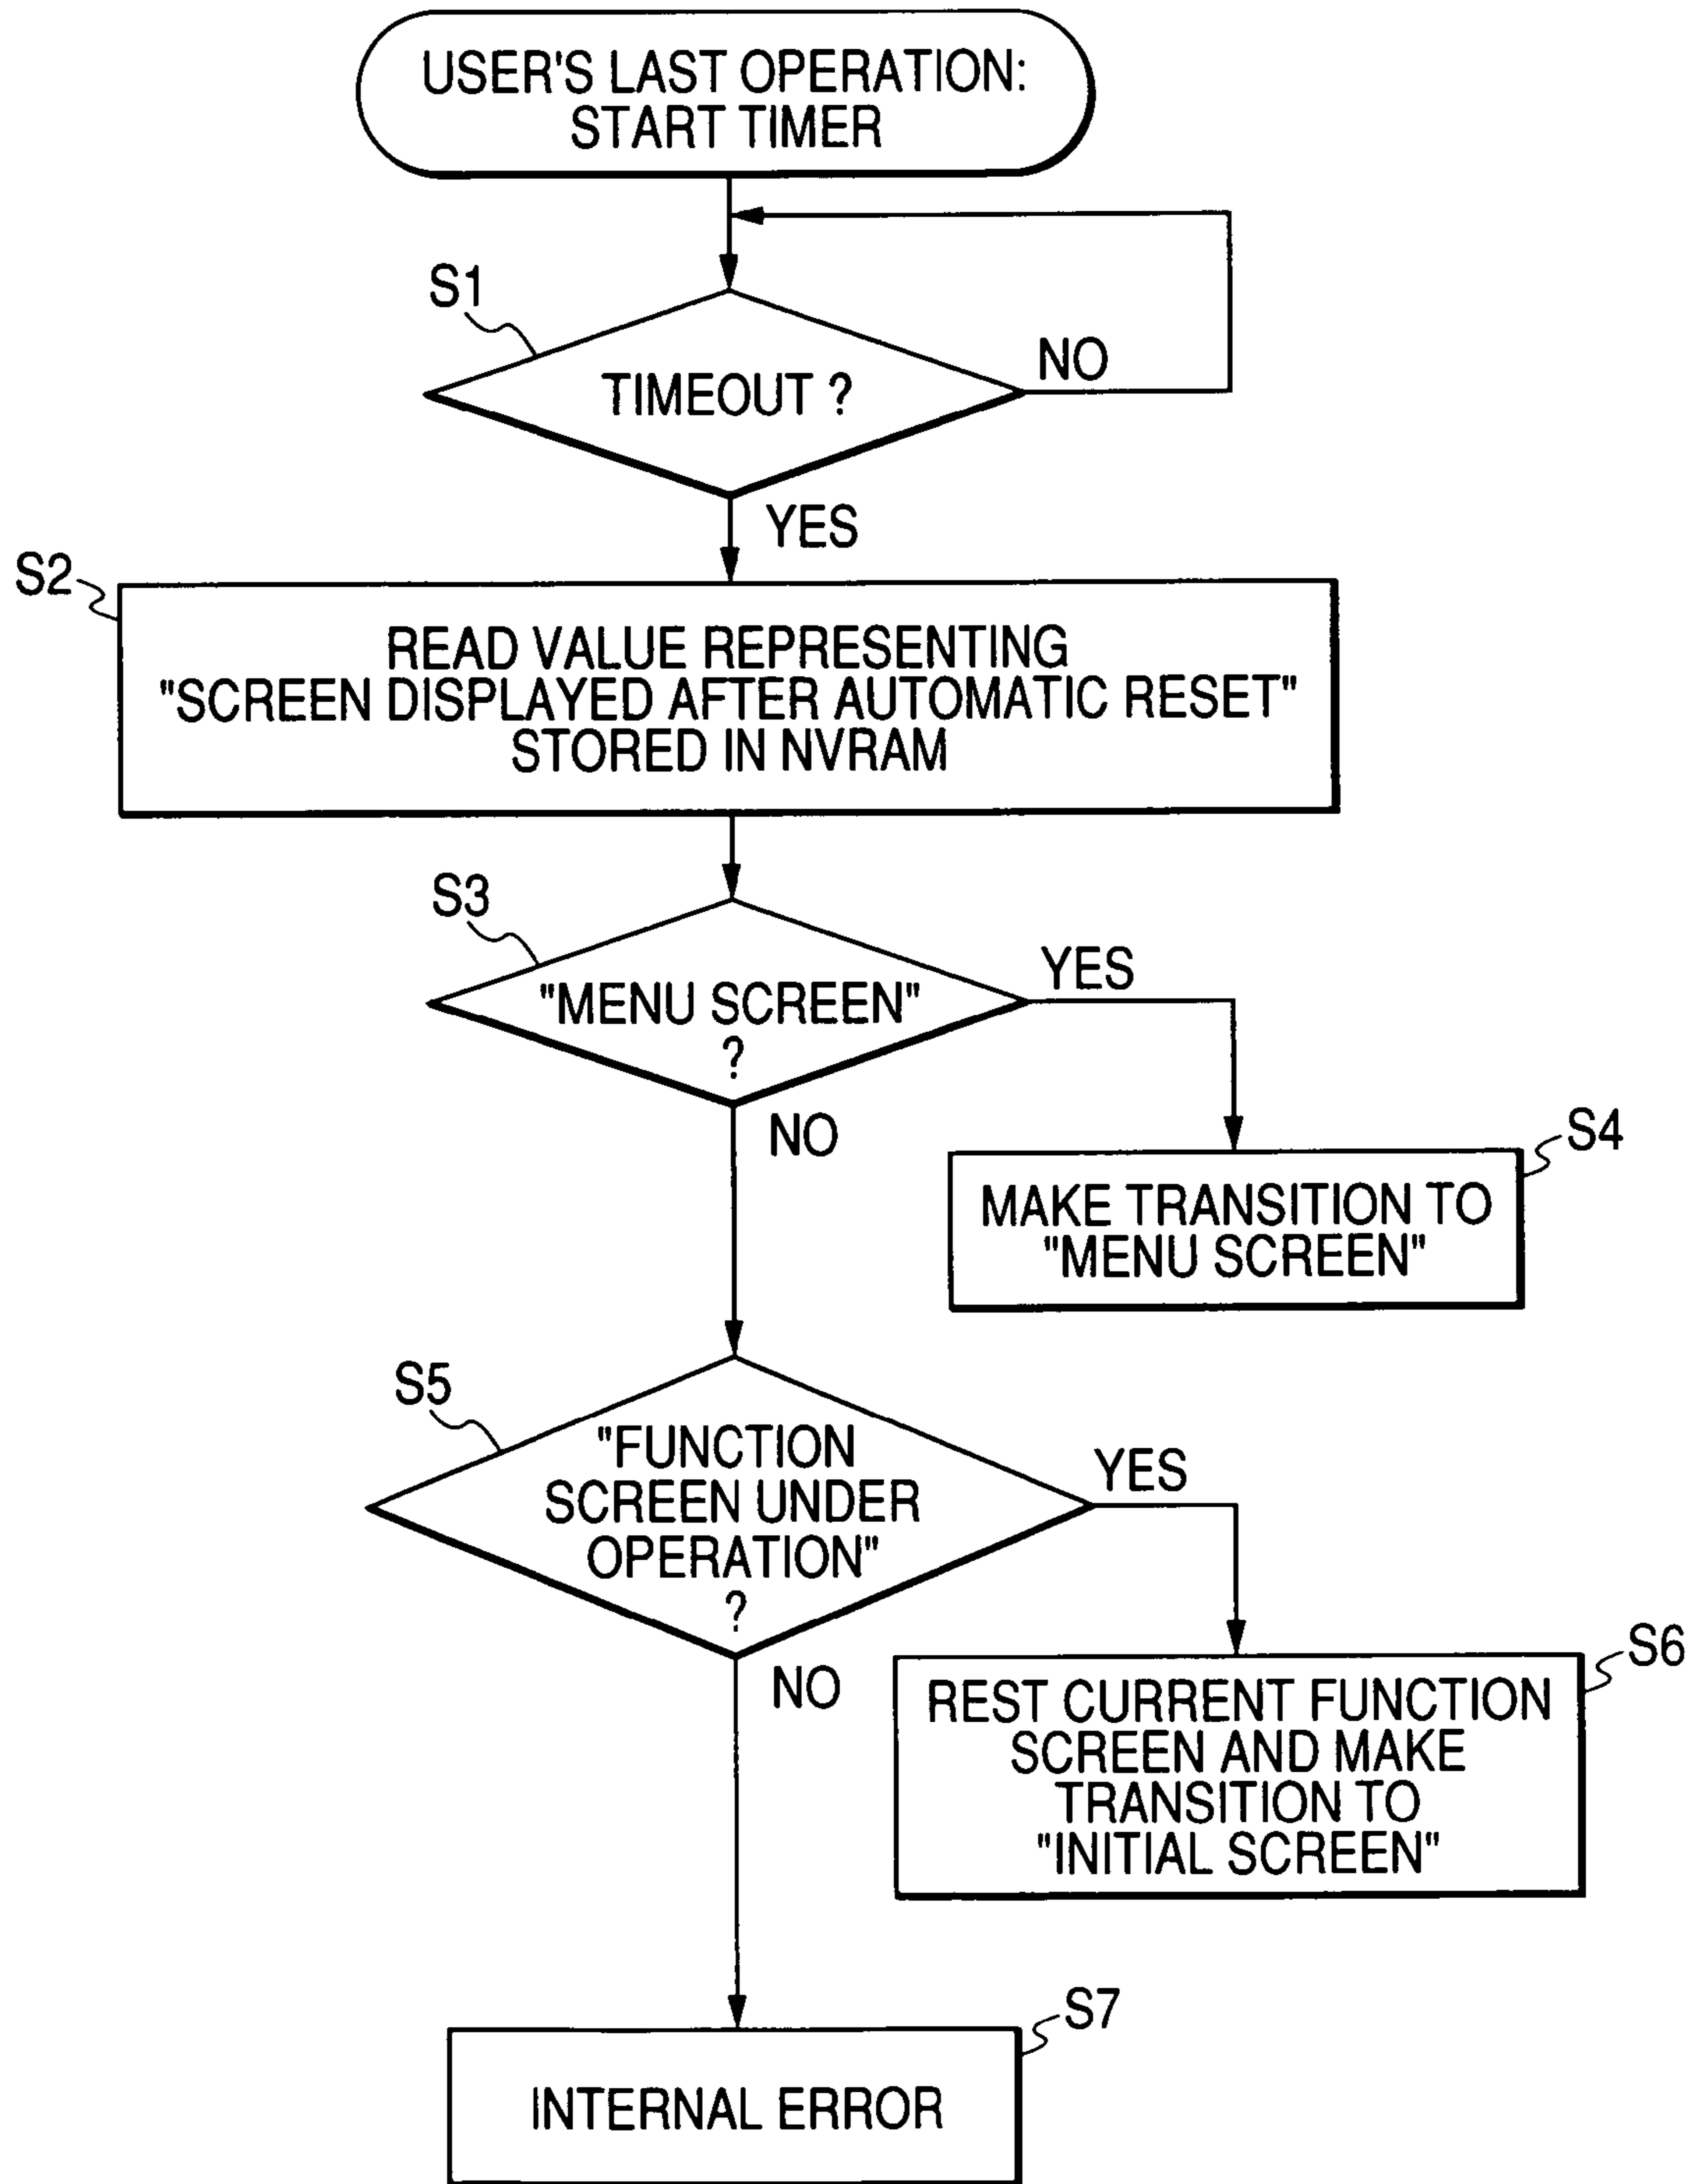 USER'S LAST OPERATION:
START TIMER
S1
TIMEOUT ?
NO
YES
S2
READ VALUE REPRESENTING
"SCREEN DISPLAYED AFTER AUTOMATIC RESET"
STORED IN NVRAM
S3
"MENU SCREEN"
?
YES
NO
S4
MAKE TRANSITION TO
"MENU SCREEN"
S5
"FUNCTION
SCREEN UNDER
OPERATION"
?
YES
NO
S6
REST CURRENT FUNCTION
SCREEN AND MAKE
TRANSITION TO
"INITIAL SCREEN"
S7
INTERNAL ERROR